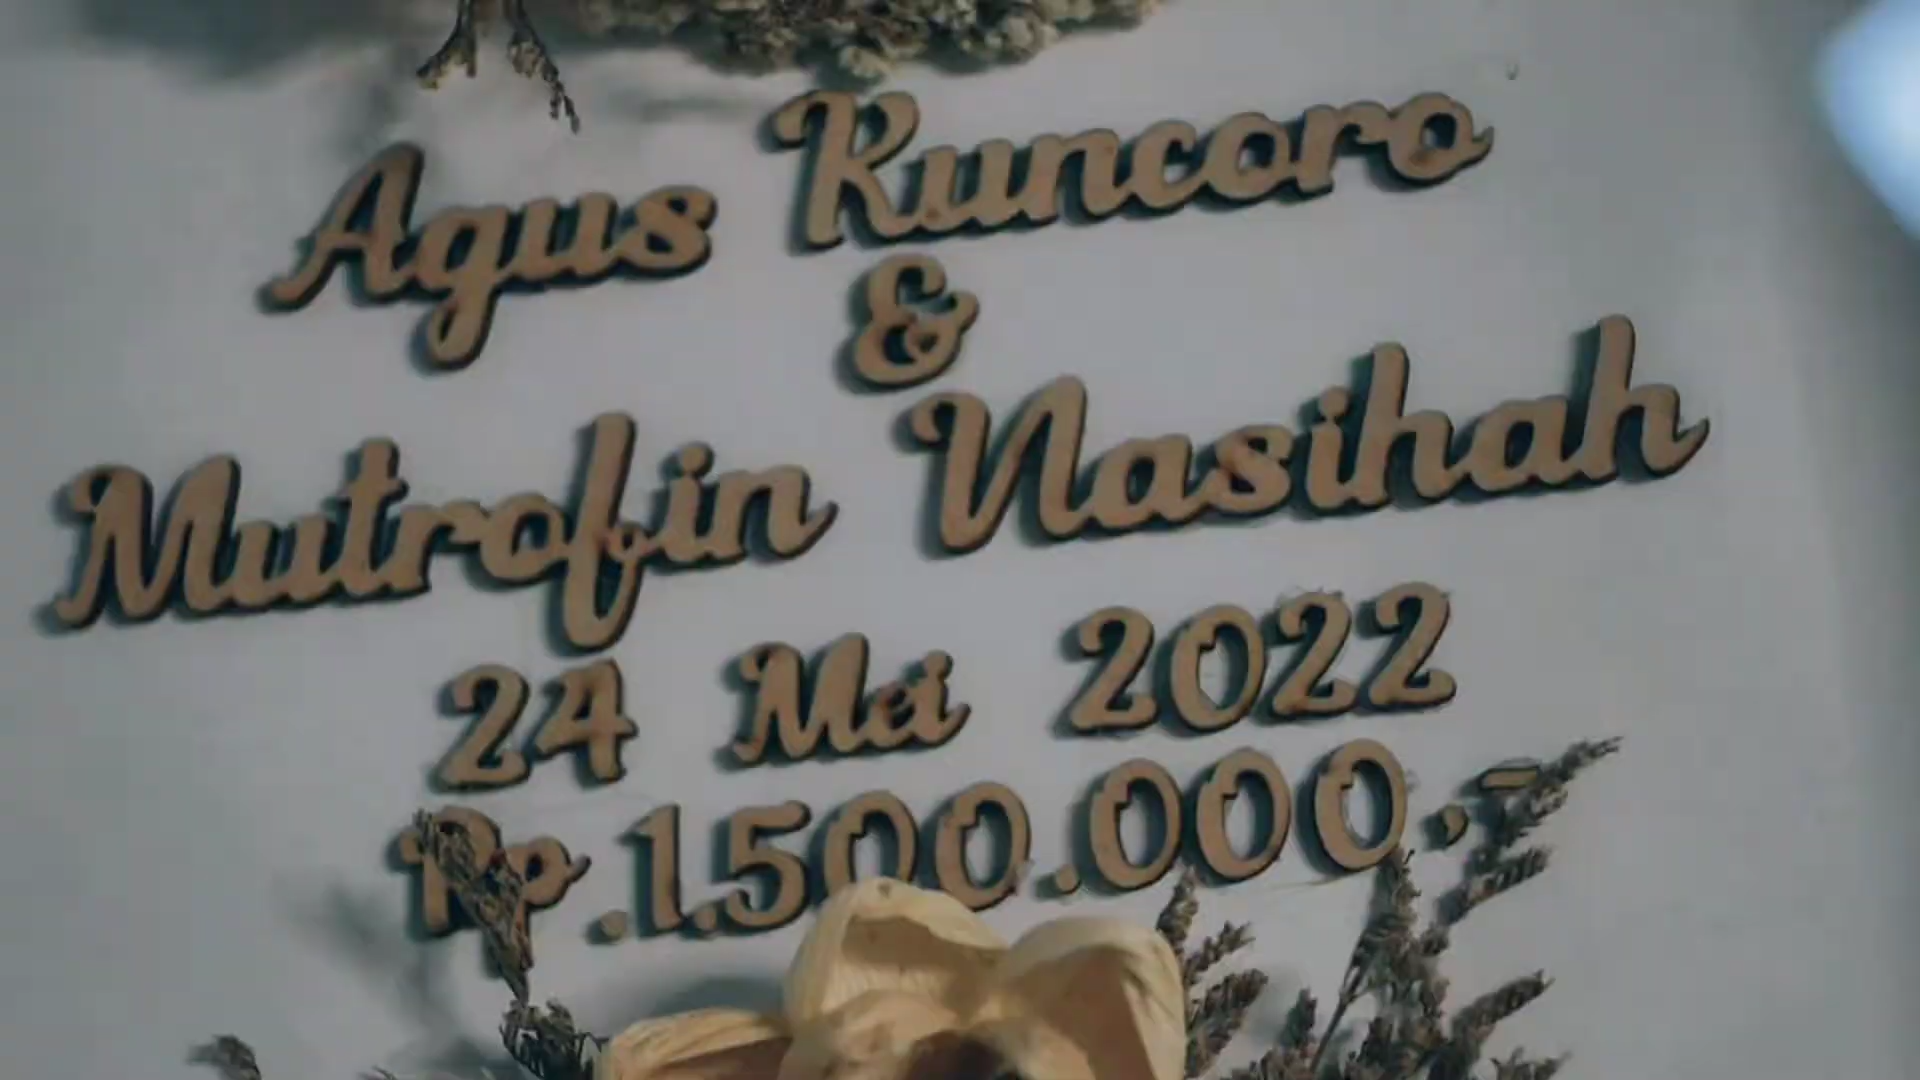 Agus Kuncoro
&
Mutrofin Nasihah
24 Mei 2022
Rp.1.500.000,-